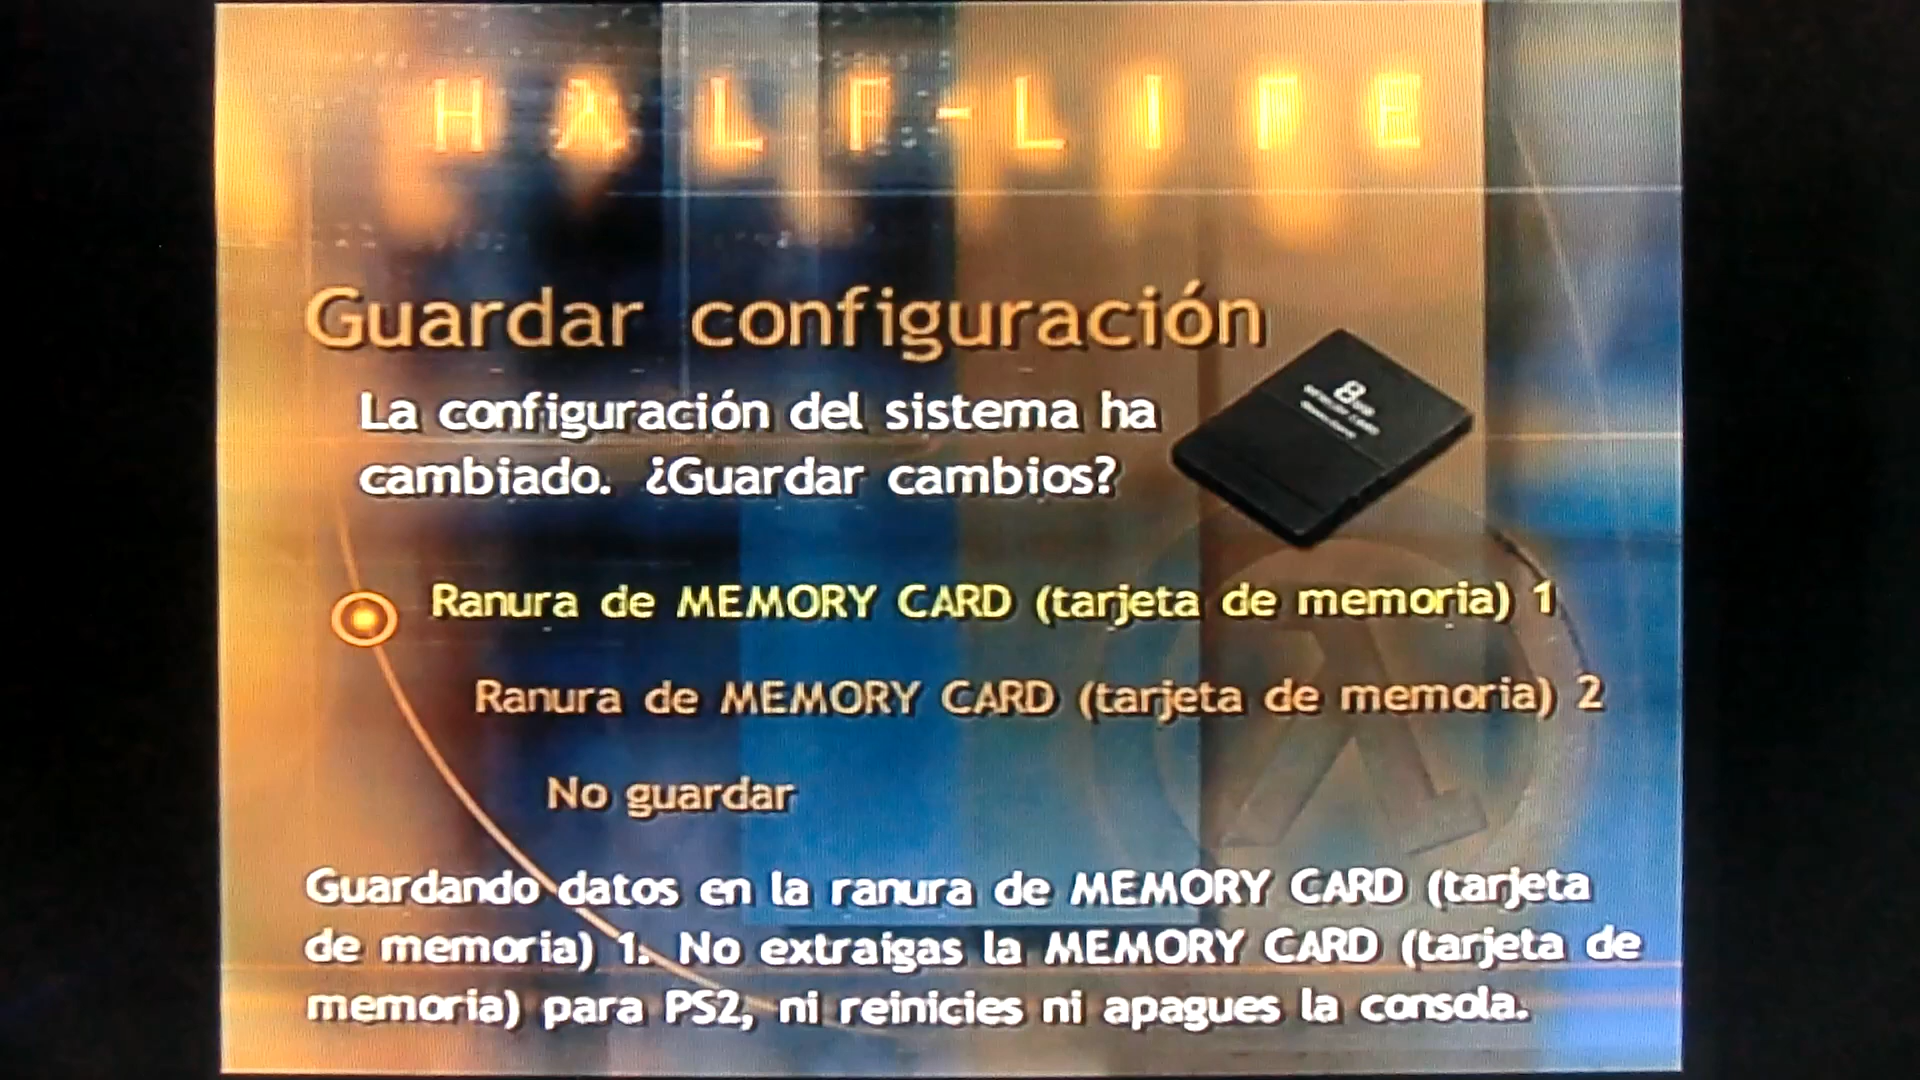 HALF-LIFE
Guardar configuración
La configuración del sistema ha
cambiado. ¿Guardar cambios?
8MB
MEMORY CARD
Ranura de MEMORY CARD (tarjeta de memoria) 1
Ranura de MEMORY CARD (tarjeta de memoria) 2
No guardar
Guardando datos en la ranura de MEMORY CARD (tarjeta
de memoria) 1. No extraigas la MEMORY CARD (tarjeta de
memoria) para PS2, ni reinicies ni apagues la consola.